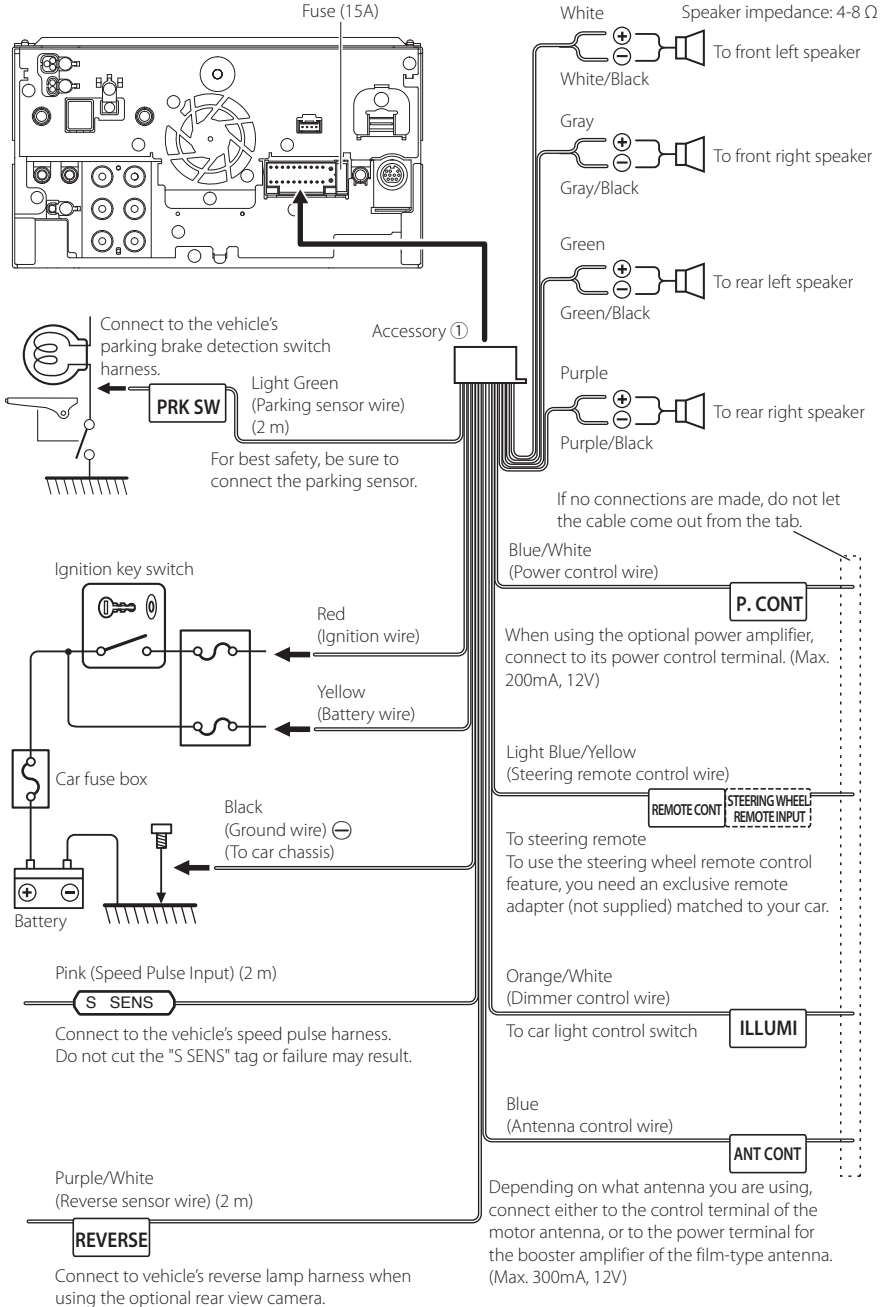 Fuse (15A)
White
Speaker impedance: 4-8 Ω
⊕
⊖
To front left speaker
White/Black
Gray
⊕
⊖
To front right speaker
Gray/Black
Green
⊕
⊖
To rear left speaker
Green/Black
Purple
⊕
⊖
To rear right speaker
Purple/Black
Accessory ①
Connect to the vehicle's
parking brake detection switch
harness.
PRK SW
Light Green
(Parking sensor wire)
(2 m)
For best safety, be sure to
connect the parking sensor.
If no connections are made, do not let
the cable come out from the tab.
Blue/White
(Power control wire)
P. CONT
When using the optional power amplifier,
connect to its power control terminal. (Max.
200mA, 12V)
Ignition key switch
Red
(Ignition wire)
Yellow
(Battery wire)
Car fuse box
Black
(Ground wire) ⊖
(To car chassis)
⊕ ⊖
Battery
Light Blue/Yellow
(Steering remote control wire)
REMOTE CONT
STEERING WHEEL
REMOTE INPUT
To steering remote
To use the steering wheel remote control
feature, you need an exclusive remote
adapter (not supplied) matched to your car.
Pink (Speed Pulse Input) (2 m)
S SENS
Connect to the vehicle's speed pulse harness.
Do not cut the "S SENS" tag or failure may result.
Orange/White
(Dimmer control wire)
To car light control switch
ILLUMI
Blue
(Antenna control wire)
ANT CONT
Depending on what antenna you are using,
connect either to the control terminal of the
motor antenna, or to the power terminal for
the booster amplifier of the film-type antenna.
(Max. 300mA, 12V)
Purple/White
(Reverse sensor wire) (2 m)
REVERSE
Connect to vehicle's reverse lamp harness when
using the optional rear view camera.